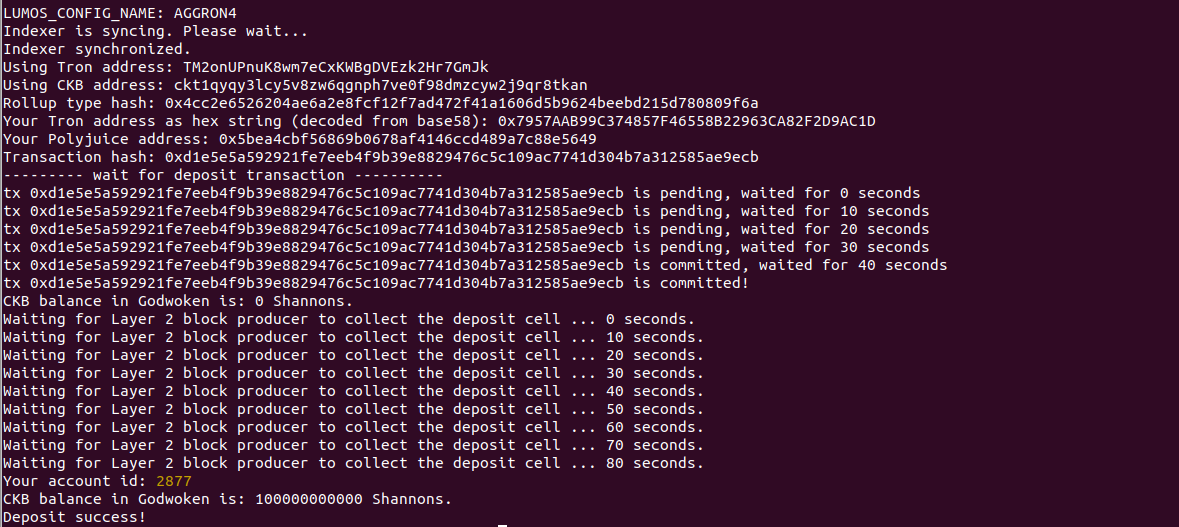 LUMOS_CONFIG_NAME: AGGRON4
Indexer is syncing. Please wait...
Indexer synchronized.
Using Tron address: TM2onUPnuK8wm7eCxKWBgDVEzk2Hr7GmJk
Using CKB address: ckt1qyqy3lcy5v8zw6qgnph7ve0f98dmzcyw2j9qr8tkan
Rollup type hash: 0x4cc2e6526204ae6a2e8fcf12f7ad472f41a1606d5b9624beebd215d780809f6a
Your Tron address as hex string (decoded from base58): 0x7957AAB99C374857F46558B22963CA82F2D9AC1D
Your Polyjuice address: 0x5bea4cbf56869b0678af4146ccd489a7c88e5649
Transaction hash: 0xd1e5e5a592921fe7eeb4f9b39e8829476c5c109ac7741d304b7a312585ae9ecb
--------- wait for deposit transaction ----------
tx 0xd1e5e5a592921fe7eeb4f9b39e8829476c5c109ac7741d304b7a312585ae9ecb is pending, waited for 0 seconds
tx 0xd1e5e5a592921fe7eeb4f9b39e8829476c5c109ac7741d304b7a312585ae9ecb is pending, waited for 10 seconds
tx 0xd1e5e5a592921fe7eeb4f9b39e8829476c5c109ac7741d304b7a312585ae9ecb is pending, waited for 20 seconds
tx 0xd1e5e5a592921fe7eeb4f9b39e8829476c5c109ac7741d304b7a312585ae9ecb is pending, waited for 30 seconds
tx 0xd1e5e5a592921fe7eeb4f9b39e8829476c5c109ac7741d304b7a312585ae9ecb is committed, waited for 40 seconds
tx 0xd1e5e5a592921fe7eeb4f9b39e8829476c5c109ac7741d304b7a312585ae9ecb is committed!
CKB balance in Godwoken is: 0 Shannons.
Waiting for Layer 2 block producer to collect the deposit cell ... 0 seconds.
Waiting for Layer 2 block producer to collect the deposit cell ... 10 seconds.
Waiting for Layer 2 block producer to collect the deposit cell ... 20 seconds.
Waiting for Layer 2 block producer to collect the deposit cell ... 30 seconds.
Waiting for Layer 2 block producer to collect the deposit cell ... 40 seconds.
Waiting for Layer 2 block producer to collect the deposit cell ... 50 seconds.
Waiting for Layer 2 block producer to collect the deposit cell ... 60 seconds.
Waiting for Layer 2 block producer to collect the deposit cell ... 70 seconds.
Waiting for Layer 2 block producer to collect the deposit cell ... 80 seconds.
Your account id: 2877
CKB balance in Godwoken is: 100000000000 Shannons.
Deposit success!